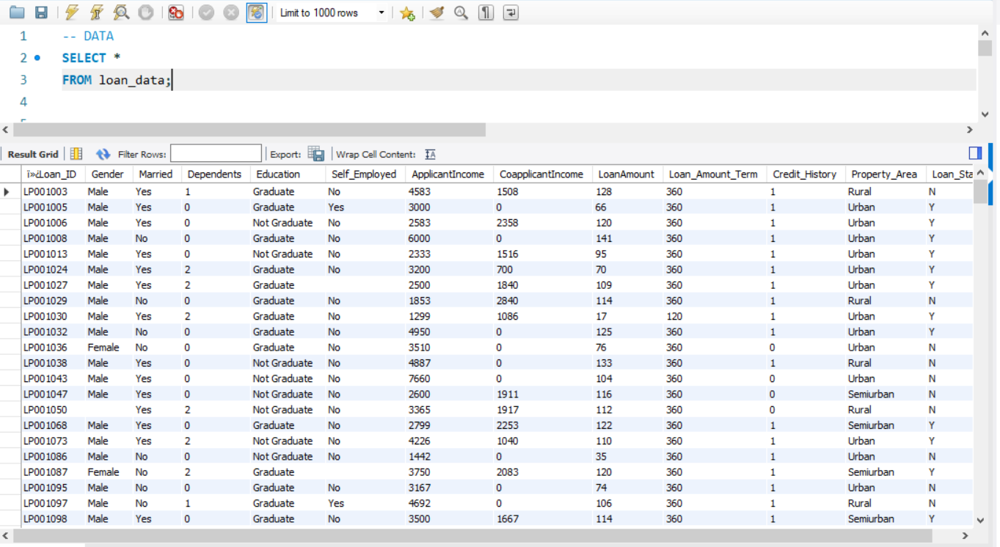 Limit to 1000 rows
1 -- DATA
2 SELECT *
3 FROM loan_data;
4
Result Grid Filter Rows: Export: Wrap Cell Content: IA
ï»¿Loan_ID Gender Married Dependents Education Self_Employed ApplicantIncome CoapplicantIncome LoanAmount Loan_Amount_Term Credit_History Property_Area Loan_Sta
LP001003 Male Yes 1 Graduate No 4583 1508 128 360 1 Rural N
LP001005 Male Yes 0 Graduate Yes 3000 0 66 360 1 Urban Y
LP001006 Male Yes 0 Not Graduate No 2583 2358 120 360 1 Urban Y
LP001008 Male No 0 Graduate No 6000 0 141 360 1 Urban Y
LP001013 Male Yes 0 Not Graduate No 2333 1516 95 360 1 Urban Y
LP001024 Male Yes 2 Graduate No 3200 700 70 360 1 Urban Y
LP001027 Male Yes 2 Graduate 2500 1840 109 360 1 Urban Y
LP001029 Male No 0 Graduate No 1853 2840 114 360 1 Rural N
LP001030 Male Yes 2 Graduate No 1299 1086 17 120 1 Urban Y
LP001032 Male No 0 Graduate No 4950 0 125 360 1 Urban Y
LP001036 Female No 0 Graduate No 3510 0 76 360 0 Urban N
LP001038 Male Yes 0 Not Graduate No 4887 0 133 360 1 Rural N
LP001043 Male Yes 0 Not Graduate No 7660 0 104 360 0 Urban N
LP001047 Male Yes 0 Not Graduate No 2600 1911 116 360 0 Semiurban N
LP001050 Yes 2 Not Graduate No 3365 1917 112 360 0 Rural N
LP001068 Male Yes 0 Graduate No 2799 2253 122 360 1 Semiurban Y
LP001073 Male Yes 2 Not Graduate No 4226 1040 110 360 1 Urban Y
LP001086 Male No 0 Not Graduate No 1442 0 35 360 1 Urban N
LP001087 Female No 2 Graduate 3750 2083 120 360 1 Semiurban Y
LP001095 Male No 0 Graduate No 3167 0 74 360 1 Urban N
LP001097 Male No 1 Graduate Yes 4692 0 106 360 1 Rural N
LP001098 Male Yes 0 Graduate No 3500 1667 114 360 1 Semiurban Y